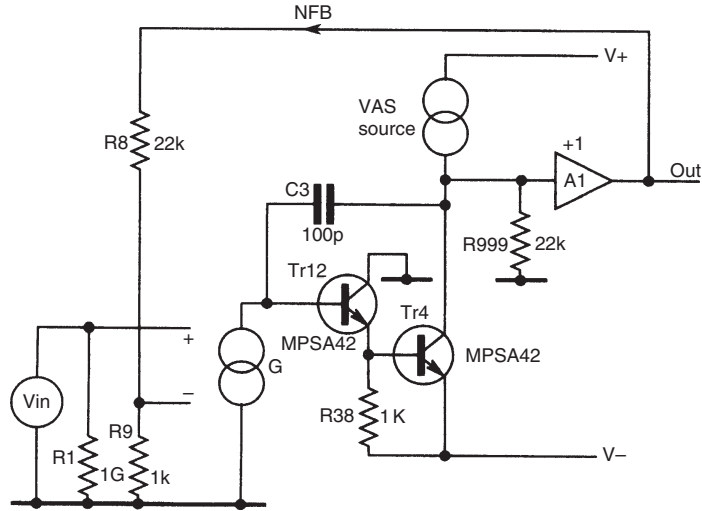 NFB
V+
VAS
source
R8 22k
+1
A1
Out
C3
100p
R999 22k
Tr12
Tr4
MPSA42
MPSA42
+
G
Vin
–
R38 1 K
R9
R1
1G
1k
V–